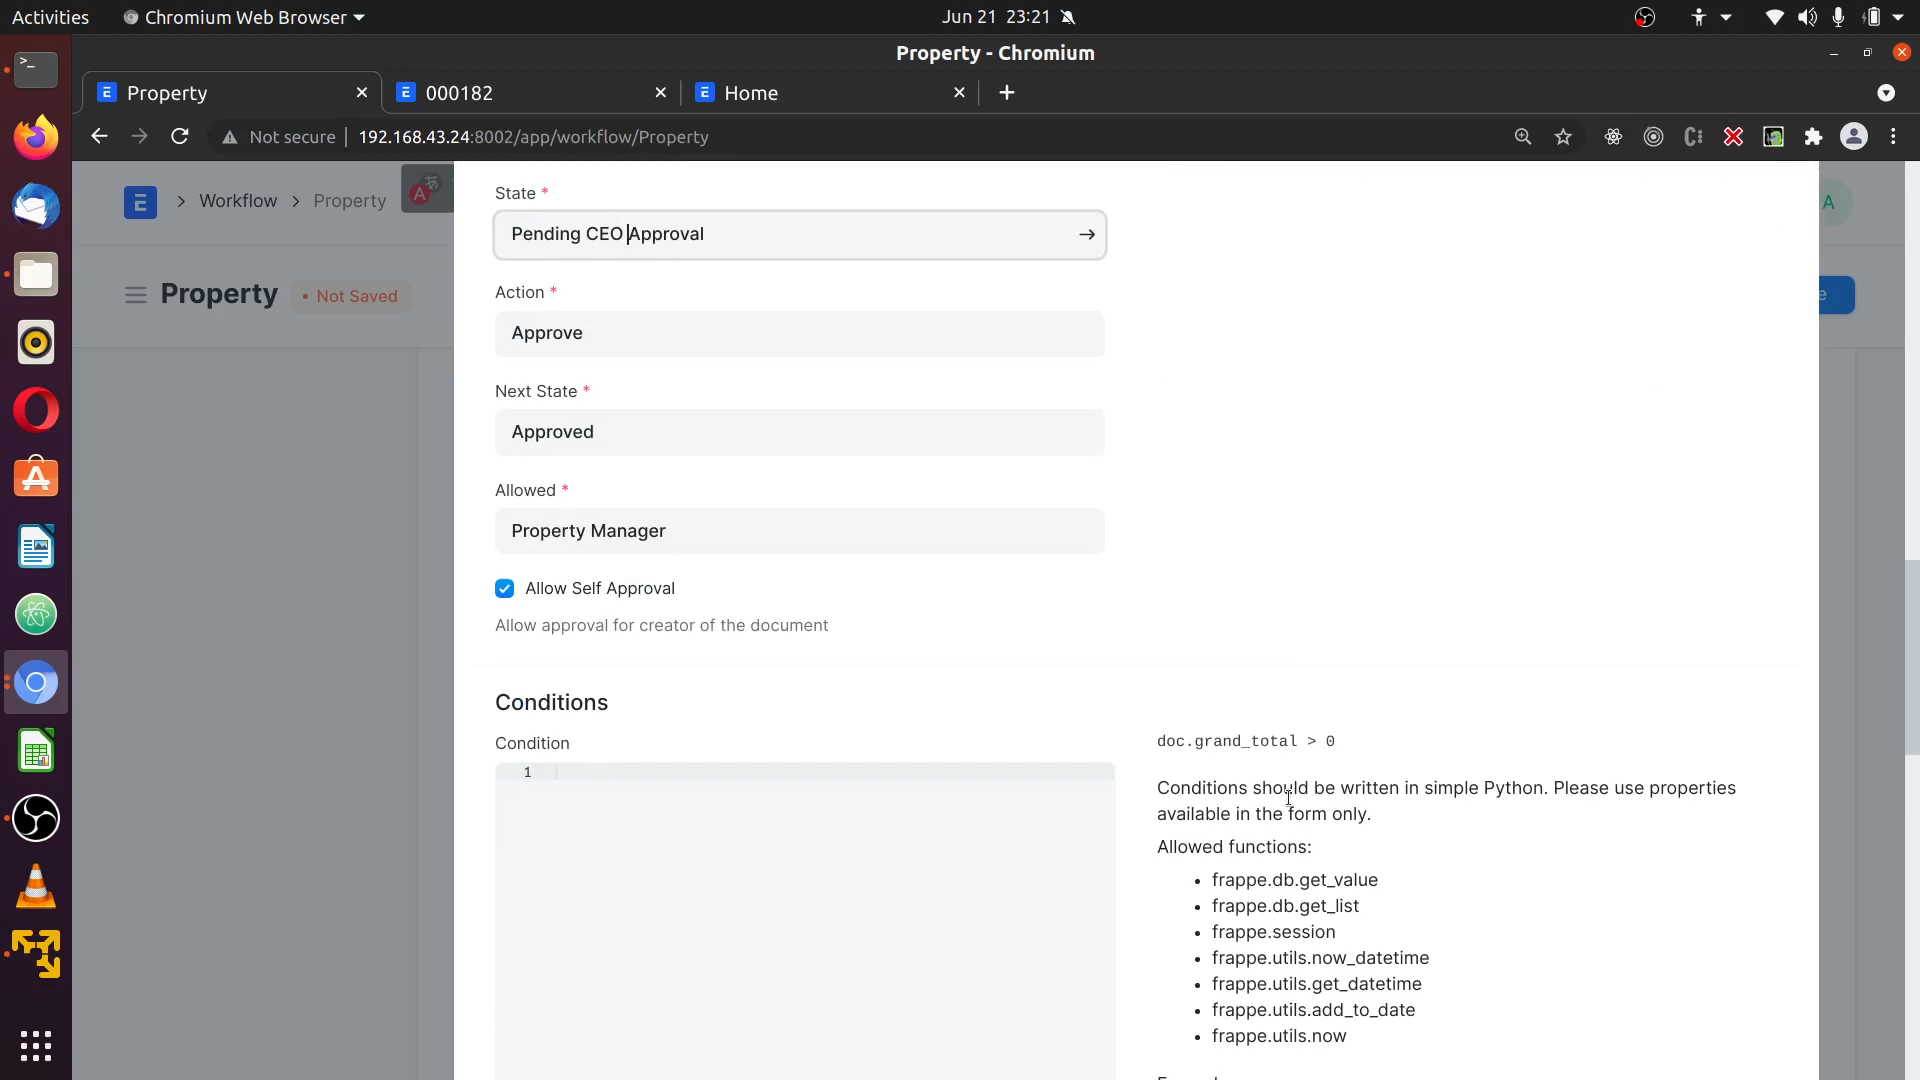 Activities
Chromium Web Browser
Jun 21 23:21
Property - Chromium
Property
000182
Home
Not secure
192.168.43.24:8002/app/workflow/Property
Workflow
Property
A
あ
A
Property
• Not Saved
e
State *
Pending CEO Approval
Action *
Approve
Next State *
Approved
Allowed *
Property Manager
Allow Self Approval
Allow approval for creator of the document
Conditions
Condition
1
doc.grand_total > 0
Conditions should be written in simple Python. Please use properties
available in the form only.
Allowed functions:
• frappe.db.get_value
• frappe.db.get_list
• frappe.session
• frappe.utils.now_datetime
• frappe.utils.get_datetime
• frappe.utils.add_to_date
• frappe.utils.now